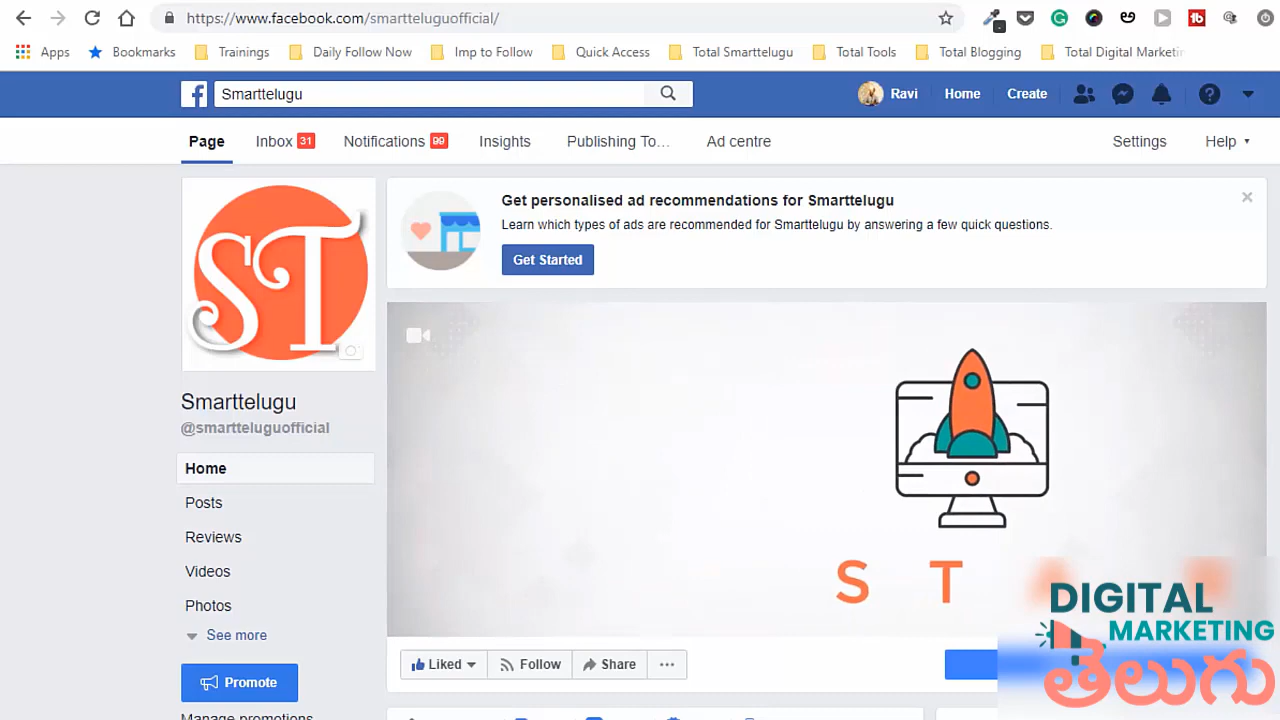 https://www.facebook.com/smartteluguofficial/
Apps Bookmarks Trainings Daily Follow Now Imp to Follow Quick Access Total Smarttelugu Total Tools Total Blogging Total Digital Marketin
Smarttelugu Ravi Home Create
Page Inbox 31 Notifications 99 Insights Publishing To... Ad centre Settings Help
Get personalised ad recommendations for Smarttelugu
Learn which types of ads are recommended for Smarttelugu by answering a few quick questions.
Get Started
ST
Smarttelugu
@smartteluguofficial
Home
Posts
Reviews
Videos
Photos
See more
Promote
Manage promotions
S T
Liked Follow Share
DIGITAL
MARKETING
తెలుగు